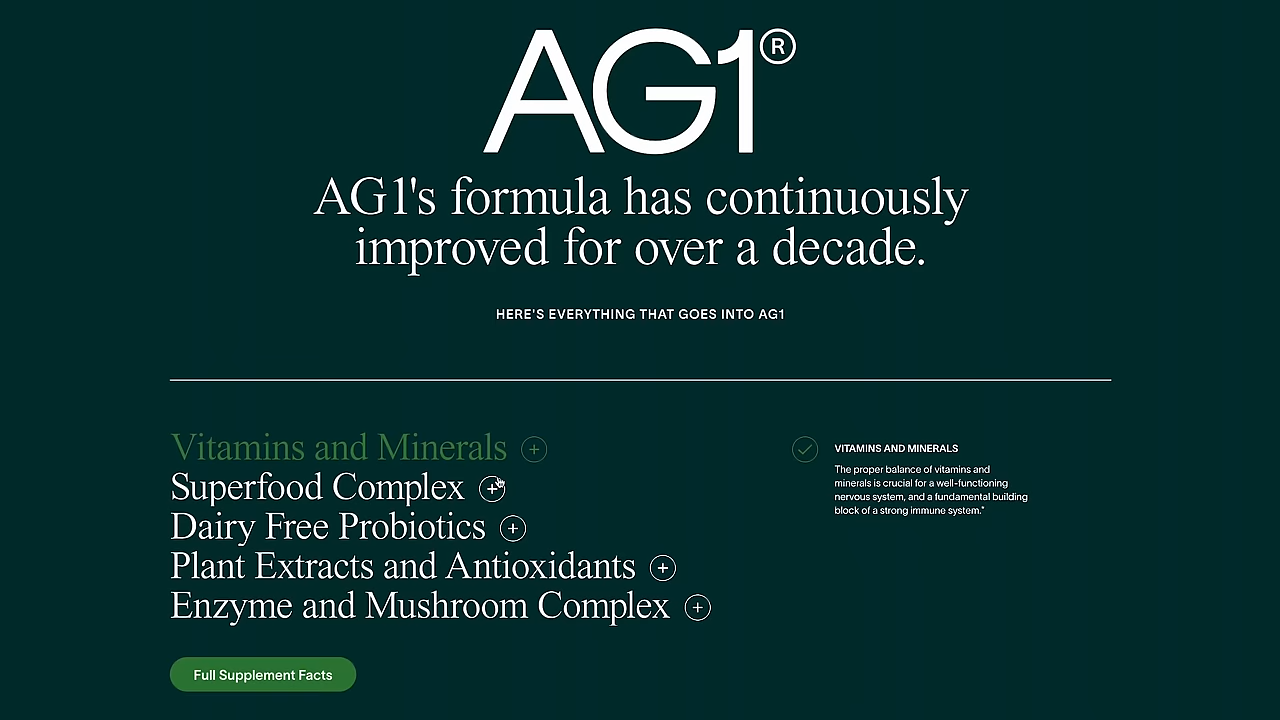 AG1®
AG1's formula has continuously
improved for over a decade.
HERE'S EVERYTHING THAT GOES INTO AG1
Vitamins and Minerals
Superfood Complex
Dairy Free Probiotics
Plant Extracts and Antioxidants
Enzyme and Mushroom Complex
Full Supplement Facts
VITAMINS AND MINERALS
The proper balance of vitamins and
minerals is crucial for a well-functioning
nervous system, and a fundamental building
block of a strong immune system.*